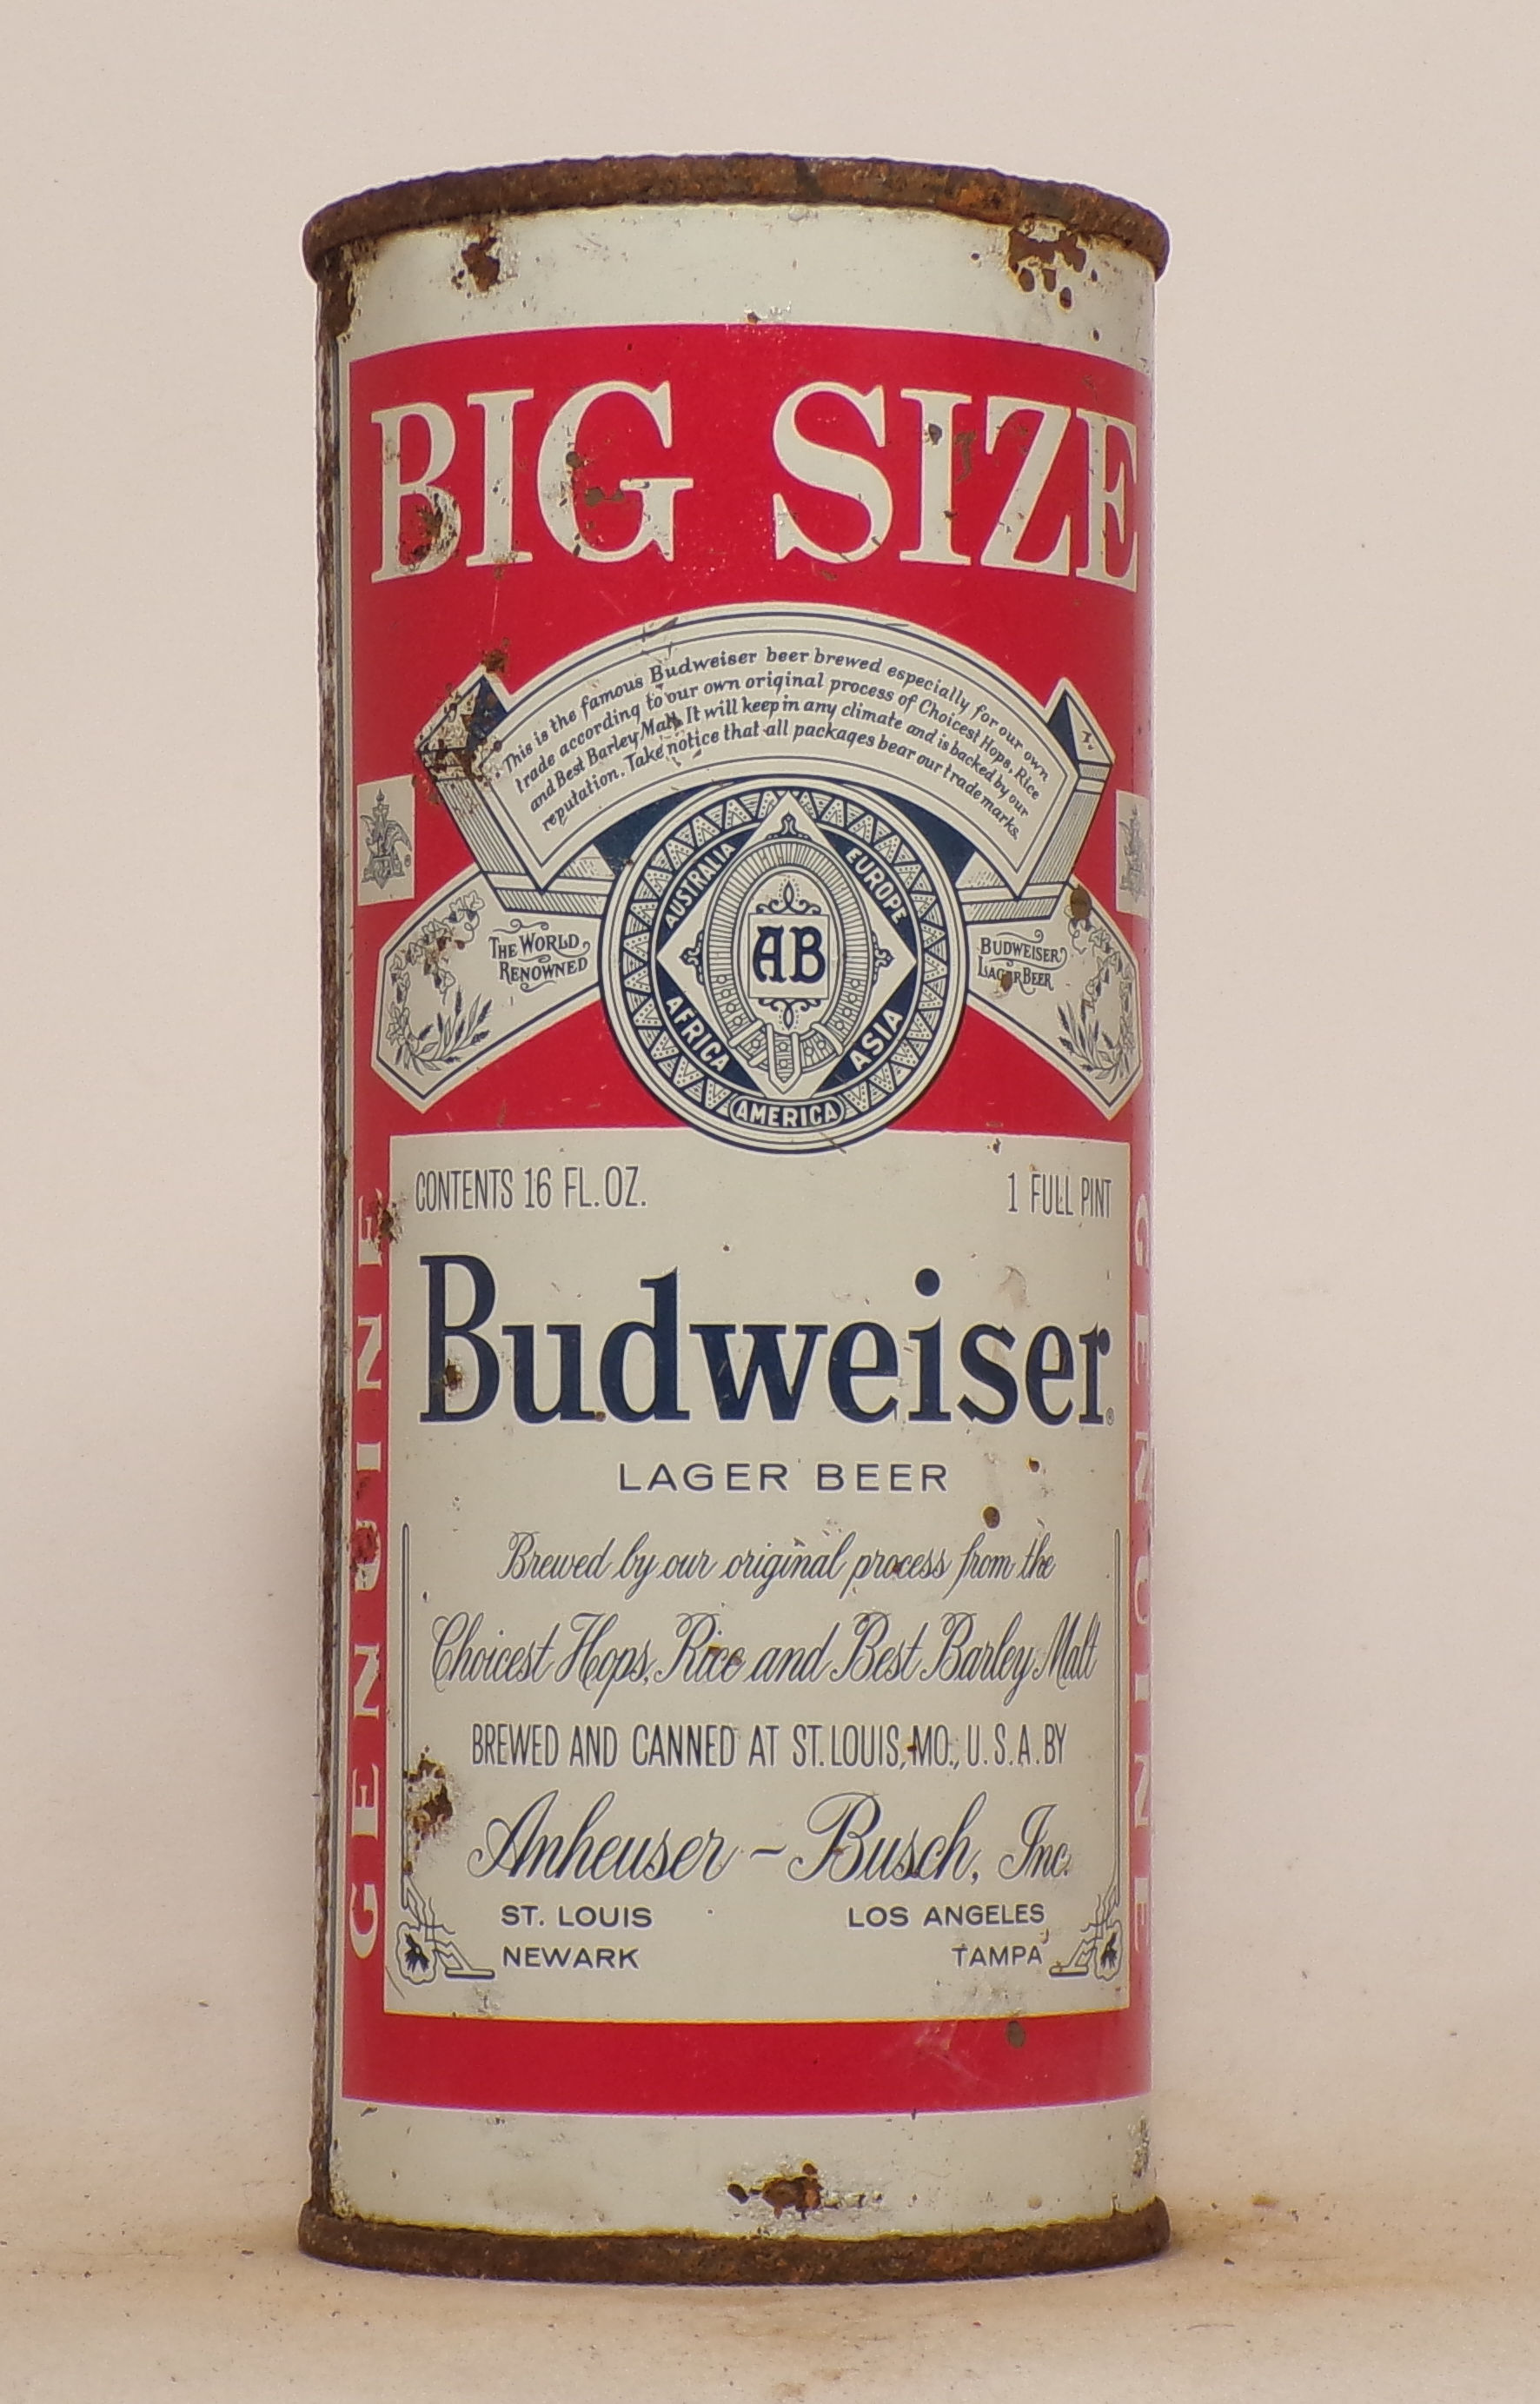 BIG SIZE
This is the famous Budweiser beer brewed especially for our own
trade according to our own original process of Choicest Hops, Rice
and Best Barley Malt. It will keep in any climate and is backed by our
reputation. Take notice that all packages bear our trade marks.
THE WORLD
RENOWNED
BUDWEISER
LAGER BEER
AUSTRALIA
EUROPE
AB
AFRICA
ASIA
AMERICA
CONTENTS 16 FL. OZ.
1 FULL PINT
Budweiser®
LAGER BEER
Brewed by our original process from the
Choicest Hops, Rice and Best Barley Malt
BREWED AND CANNED AT ST. LOUIS, MO., U.S.A. BY
Anheuser-Busch, Inc.
ST. LOUIS
LOS ANGELES
NEWARK
TAMPA
GENUINE
GENUINE